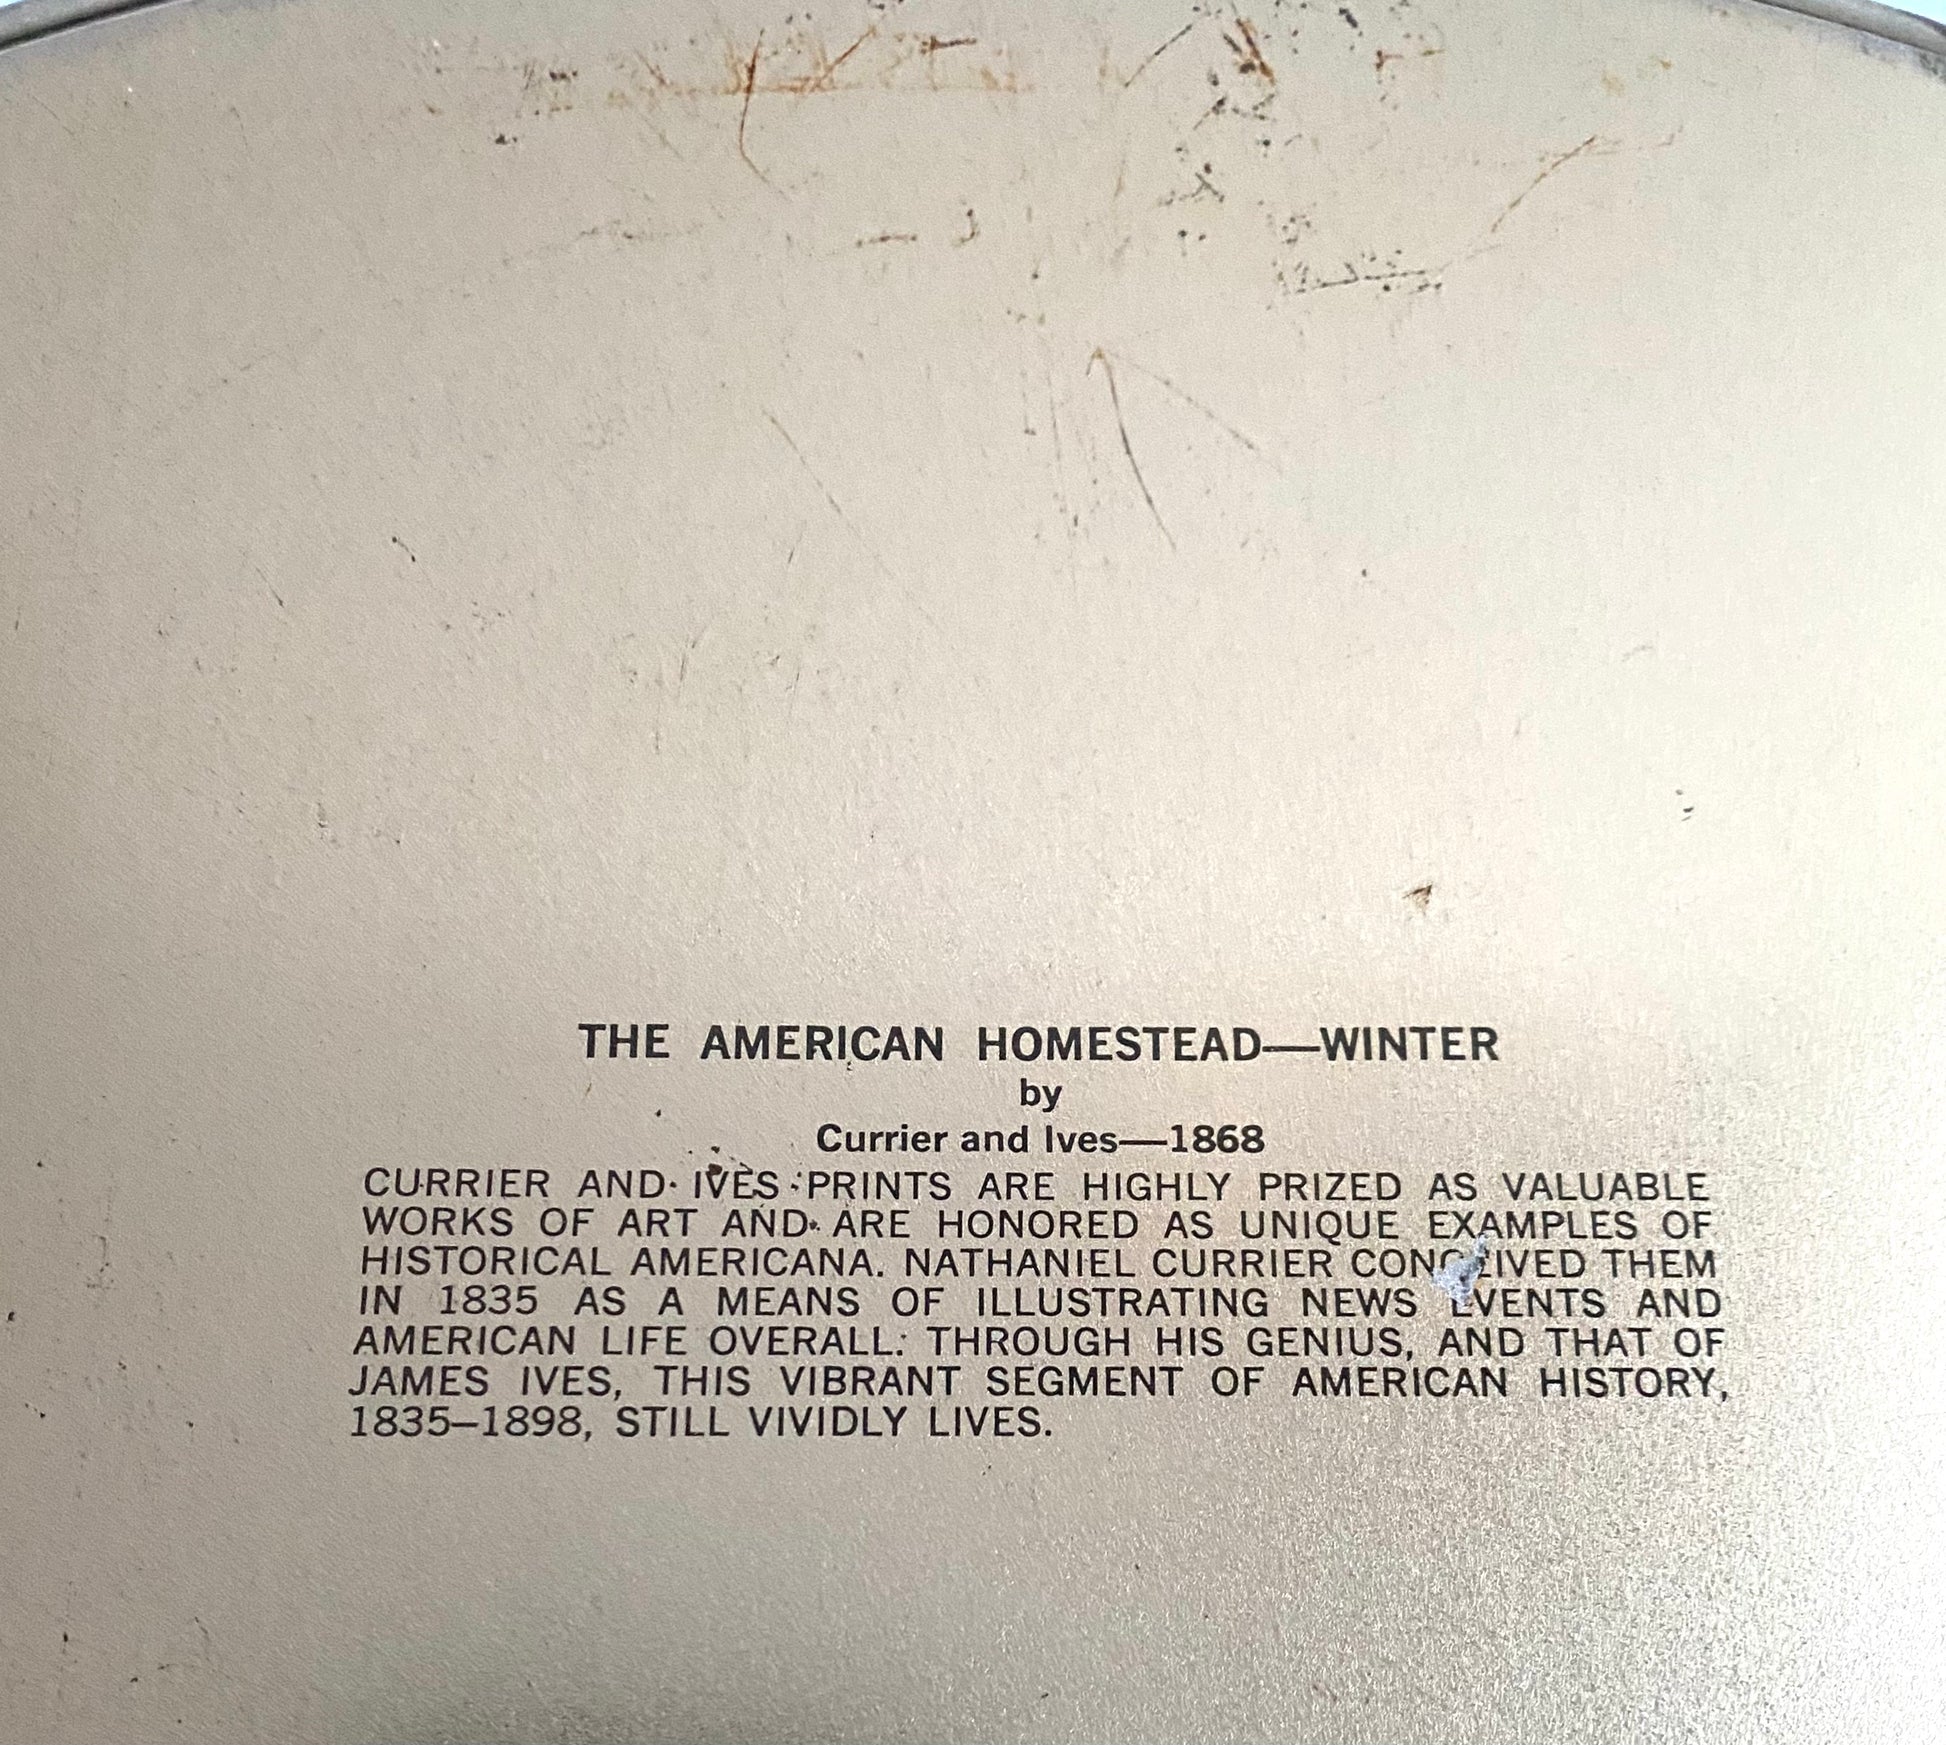 THE AMERICAN HOMESTEAD—WINTER
by
Currier and Ives—1868
CURRIER AND IVES PRINTS ARE HIGHLY PRIZED AS VALUABLE
WORKS OF ART AND ARE HONORED AS UNIQUE EXAMPLES OF
HISTORICAL AMERICANA. NATHANIEL CURRIER CONCEIVED THEM
IN 1835 AS A MEANS OF ILLUSTRATING NEWS EVENTS AND
AMERICAN LIFE OVERALL. THROUGH HIS GENIUS, AND THAT OF
JAMES IVES, THIS VIBRANT SEGMENT OF AMERICAN HISTORY,
1835–1898, STILL VIVIDLY LIVES.